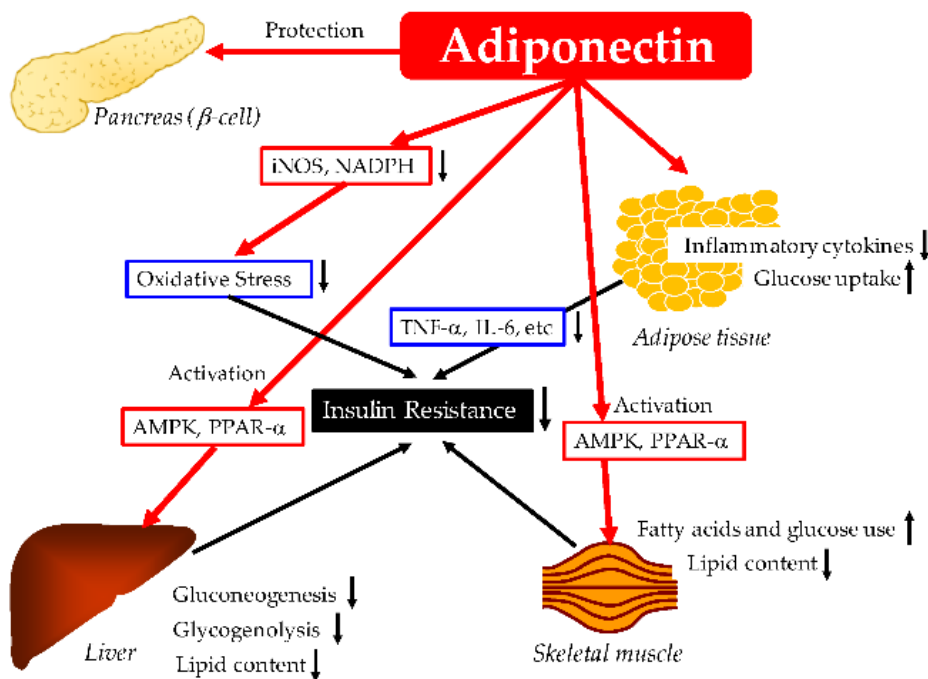 Protection
Adiponectin
Pancreas (β-cell)
iNOS, NADPH
Inflammatory cytokines
Glucose uptake
Oxidative Stress
TNF-α, IL-6, etc
Adipose tissue
Activation
Insulin Resistance
Activation
AMPK, PPAR-α
AMPK, PPAR-α
Fatty acids and glucose use
Lipid content
Gluconeogenesis
Glycogenolysis
Liver
Skeletal muscle
Lipid content